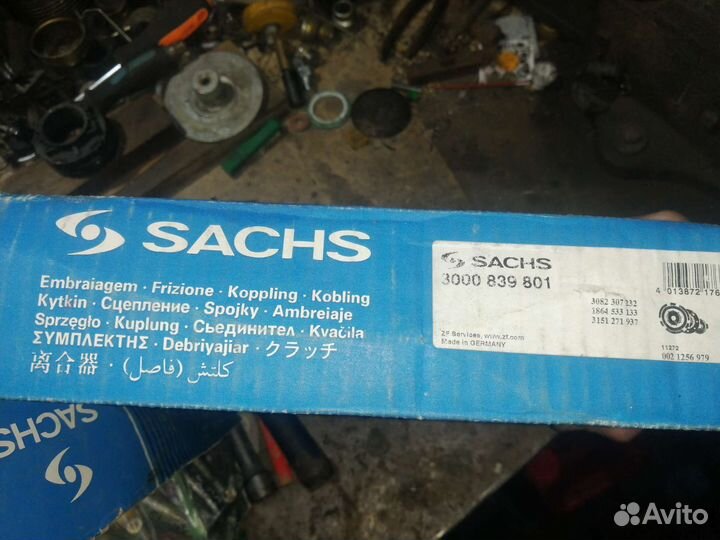 SACHS
Embraiagem · Frizione · Koppling · Kobling
Kytkin · Сцепление · Spojky · Ambreiaje
Sprzęgło · Kuplung · Съединител · Kvačila
ΣΥΜΠΛΕΚΤΗΣ · Debriyajlar · クラッチ
离合器 · كلتش (فاصل)
SACHS
3000 839 801
3082 307 232
1864 533 133
3151 271 937
ZF Services, www.zf.com
Made in GERMANY
4 013872 176
11272
002 1256 979
SACHS
Avito